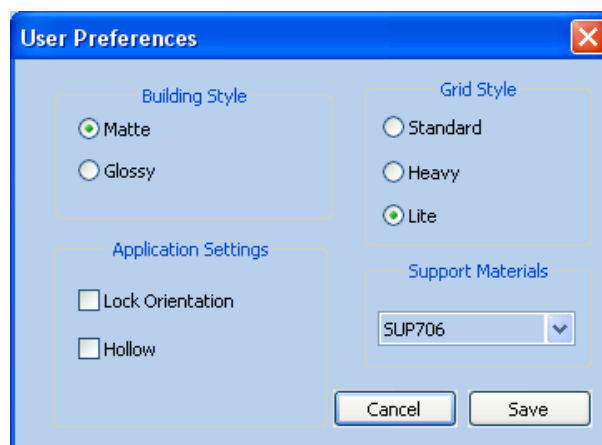 User Preferences
Building Style
Matte
Glossy
Grid Style
Standard
Heavy
Lite
Application Settings
Lock Orientation
Hollow
Support Materials
SUP706
Cancel
Save